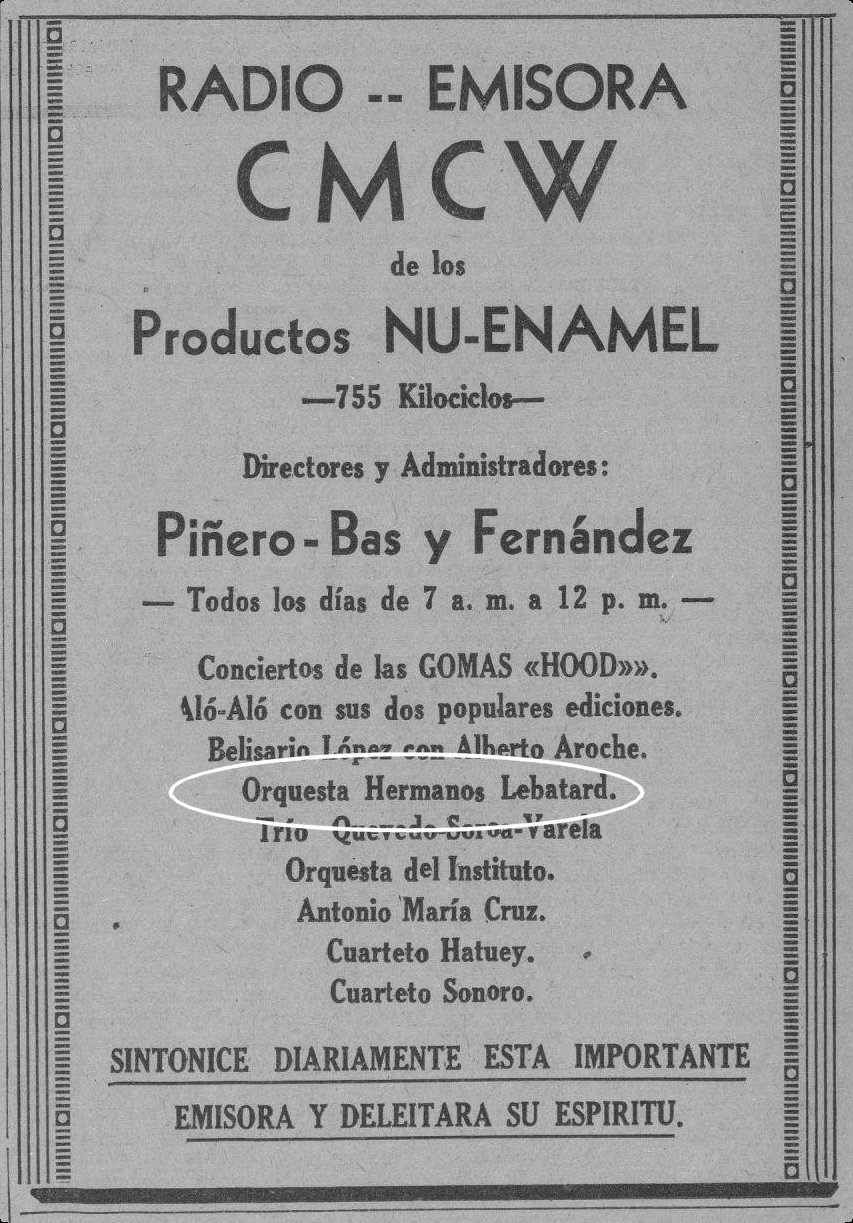 RADIO -- EMISORA
CMCW
de los
Productos NU-ENAMEL
—755 Kilociclos—
Directores y Administradores:
Piñero - Bas y Fernández
— Todos los días de 7 a. m. a 12 p. m. —
Conciertos de las GOMAS «HOOD»».
Aló-Aló con sus dos populares ediciones.
Belisario López con Alberto Aroche.
Orquesta Hermanos Lebatard.
Trío Quevedo-Soroa-Varela
Orquesta del Instituto.
Antonio María Cruz.
Cuarteto Hatuey.
Cuarteto Sonoro.
SINTONICE DIARIAMENTE ESTA IMPORTANTE
EMISORA Y DELEITARA SU ESPIRITU.